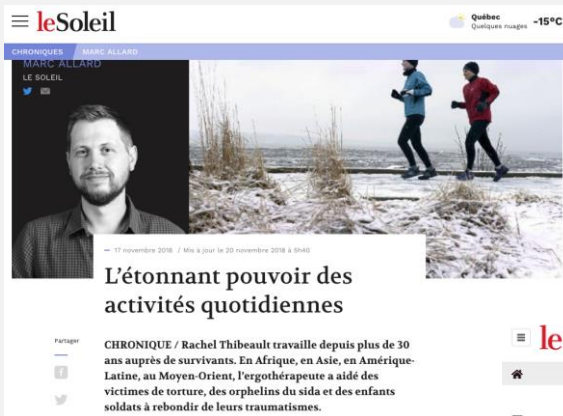 leSoleil
Québec
Quelques nuages -15°C
CHRONIQUES MARC ALLARD
MARC ALLARD
LE SOLEIL
— 17 novembre 2018 / Mis à jour le 20 novembre 2018 à 5h40
L'étonnant pouvoir des
activités quotidiennes
Partager
CHRONIQUE / Rachel Thibeault travaille depuis plus de 30
ans auprès de survivants. En Afrique, en Asie, en Amérique-
Latine, au Moyen-Orient, l'ergothérapeute a aidé des
victimes de torture, des orphelins du sida et des enfants
soldats à rebondir de leurs traumatismes.
le